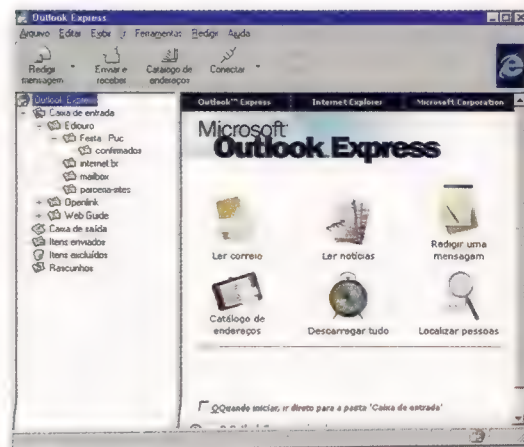 Outlook Express
Arquivo Editar Exibir Ir Ferramentas Redigir Ajuda
Redigir mensagem
Enviar e receber
Catálogo de endereços
Conectar
Outlook Express
Caixa de entrada
Ediouro
Festa Puc
confirmados
internet.br
mailbox
parceria-sites
Openlink
Web Guide
Caixa de saída
Itens enviados
Itens excluídos
Rascunhos
Outlook™ Express
Internet Explorer
Microsoft Corporation
Microsoft
Outlook Express
Ler correio
Ler notícias
Redigir uma
mensagem
Catálogo de
endereços
Descarregar tudo
Localizar pessoas
QQuando iniciar, ir direto para a pasta 'Caixa de entrada'